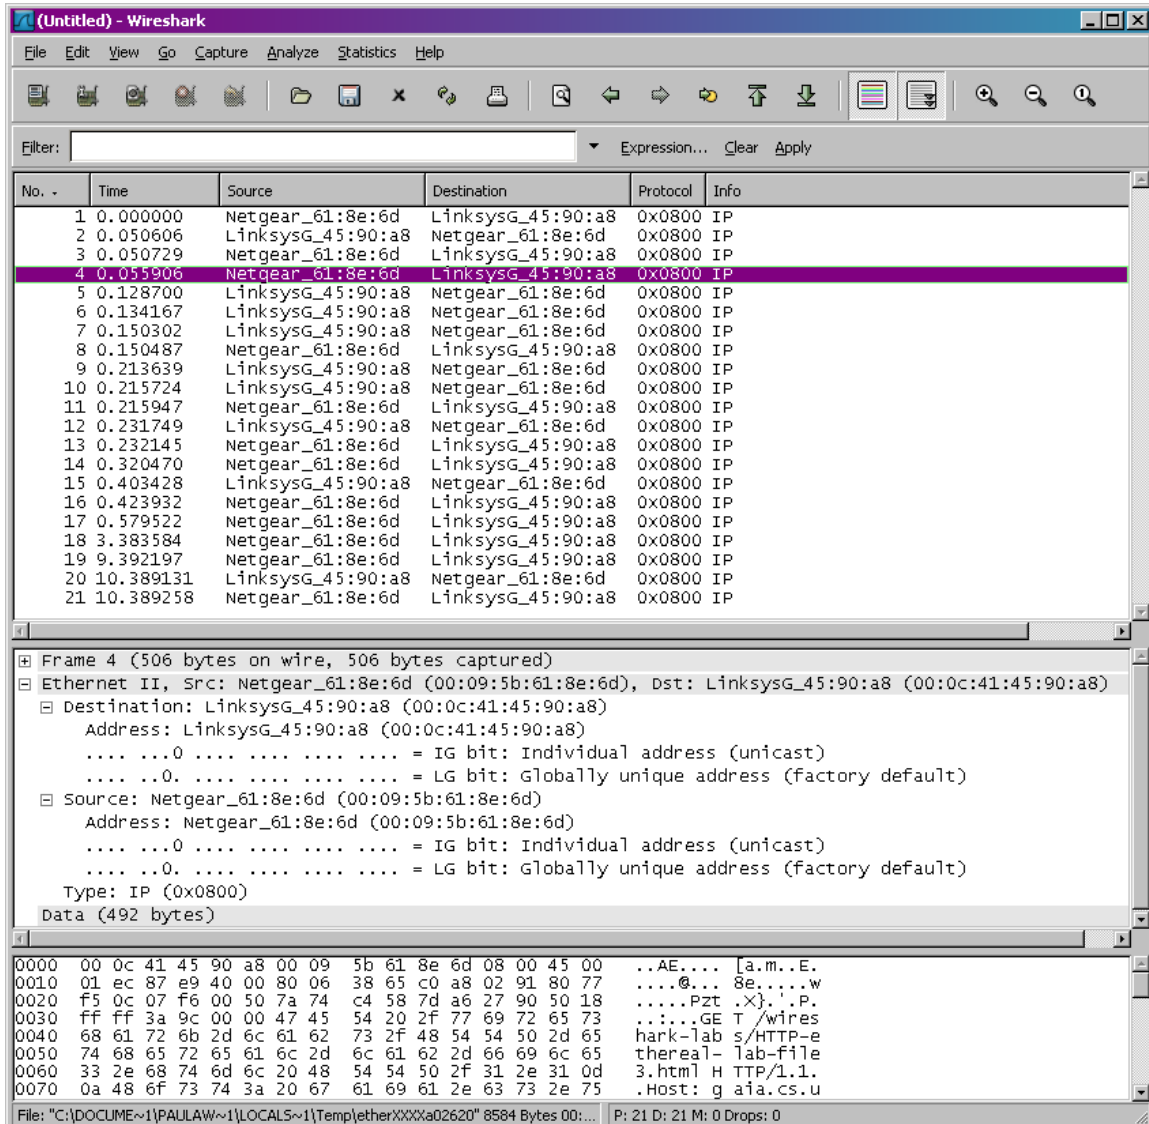 (Untitled) - Wireshark
File Edit View Go Capture Analyze Statistics Help
Filter: Expression... Clear Apply
No. Time Source Destination Protocol Info
1 0.000000 Netgear_61:8e:6d LinksysG_45:90:a8 0x0800 IP
2 0.050606 LinksysG_45:90:a8 Netgear_61:8e:6d 0x0800 IP
3 0.050729 Netgear_61:8e:6d LinksysG_45:90:a8 0x0800 IP
4 0.055906 Netgear_61:8e:6d LinksysG_45:90:a8 0x0800 IP
5 0.128700 LinksysG_45:90:a8 Netgear_61:8e:6d 0x0800 IP
6 0.134167 LinksysG_45:90:a8 Netgear_61:8e:6d 0x0800 IP
7 0.150302 LinksysG_45:90:a8 Netgear_61:8e:6d 0x0800 IP
8 0.150487 Netgear_61:8e:6d LinksysG_45:90:a8 0x0800 IP
9 0.213639 LinksysG_45:90:a8 Netgear_61:8e:6d 0x0800 IP
10 0.215724 LinksysG_45:90:a8 Netgear_61:8e:6d 0x0800 IP
11 0.215947 Netgear_61:8e:6d LinksysG_45:90:a8 0x0800 IP
12 0.231749 LinksysG_45:90:a8 Netgear_61:8e:6d 0x0800 IP
13 0.232145 Netgear_61:8e:6d LinksysG_45:90:a8 0x0800 IP
14 0.320470 Netgear_61:8e:6d LinksysG_45:90:a8 0x0800 IP
15 0.403428 LinksysG_45:90:a8 Netgear_61:8e:6d 0x0800 IP
16 0.423932 Netgear_61:8e:6d LinksysG_45:90:a8 0x0800 IP
17 0.579522 Netgear_61:8e:6d LinksysG_45:90:a8 0x0800 IP
18 3.383584 Netgear_61:8e:6d LinksysG_45:90:a8 0x0800 IP
19 9.392197 Netgear_61:8e:6d LinksysG_45:90:a8 0x0800 IP
20 10.389131 LinksysG_45:90:a8 Netgear_61:8e:6d 0x0800 IP
21 10.389258 Netgear_61:8e:6d LinksysG_45:90:a8 0x0800 IP
Frame 4 (506 bytes on wire, 506 bytes captured)
Ethernet II, Src: Netgear_61:8e:6d (00:09:5b:61:8e:6d), Dst: LinksysG_45:90:a8 (00:0c:41:45:90:a8)
Destination: LinksysG_45:90:a8 (00:0c:41:45:90:a8)
Address: LinksysG_45:90:a8 (00:0c:41:45:90:a8)
.... ...0 .... .... .... .... = IG bit: Individual address (unicast)
.... ..0. .... .... .... .... = LG bit: Globally unique address (factory default)
Source: Netgear_61:8e:6d (00:09:5b:61:8e:6d)
Address: Netgear_61:8e:6d (00:09:5b:61:8e:6d)
.... ...0 .... .... .... .... = IG bit: Individual address (unicast)
.... ..0. .... .... .... .... = LG bit: Globally unique address (factory default)
Type: IP (0x0800)
Data (492 bytes)
0000 00 0c 41 45 90 a8 00 09 5b 61 8e 6d 08 00 45 00 ..AE.... [a.m..E.
0010 01 ec 87 e9 40 00 80 06 38 65 c0 a8 02 91 80 77 ....@... 8e.....w
0020 f5 0c 07 f6 00 50 7a 74 c4 58 7d a6 27 90 50 18 .....Pzt .X}.'.P.
0030 ff ff 3a 9c 00 00 47 45 54 20 2f 77 69 72 65 73 ..:...GE T /wires
0040 68 61 72 6b 2d 6c 61 62 73 2f 48 54 54 50 2d 65 hark-lab s/HTTP-e
0050 74 68 65 72 65 61 6c 2d 6c 61 62 2d 66 69 6c 65 thereal- lab-file
0060 33 2e 68 74 6d 6c 20 48 54 54 50 2f 31 2e 31 0d 3.html H TTP/1.1.
0070 0a 48 6f 73 74 3a 20 67 61 69 61 2e 63 73 2e 75 .Host: g aia.cs.u
File: "C:\DOCUME~1\PAULAW~1\LOCALS~1\Temp\etherXXXXa02620" 8584 Bytes 00:... P: 21 D: 21 M: 0 Drops: 0